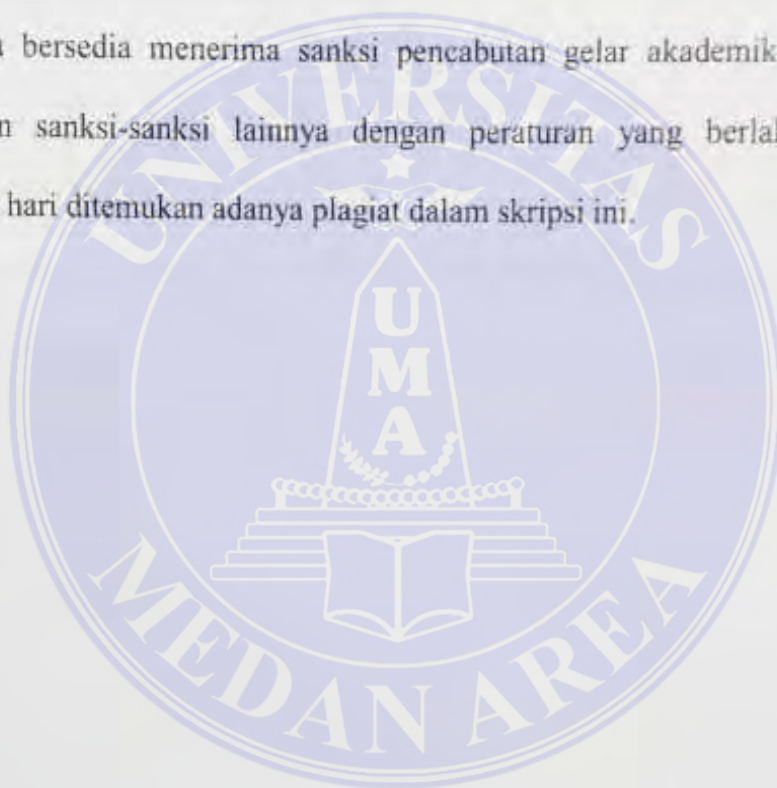 bersedia menerima sanksi pencabutan gelar akademik
sanksi-sanksi lainnya dengan peraturan yang
hari ditemukan adanya plagiat dalam skripsi ini.
UNIVERSITAS
UMA
MEDAN AREA